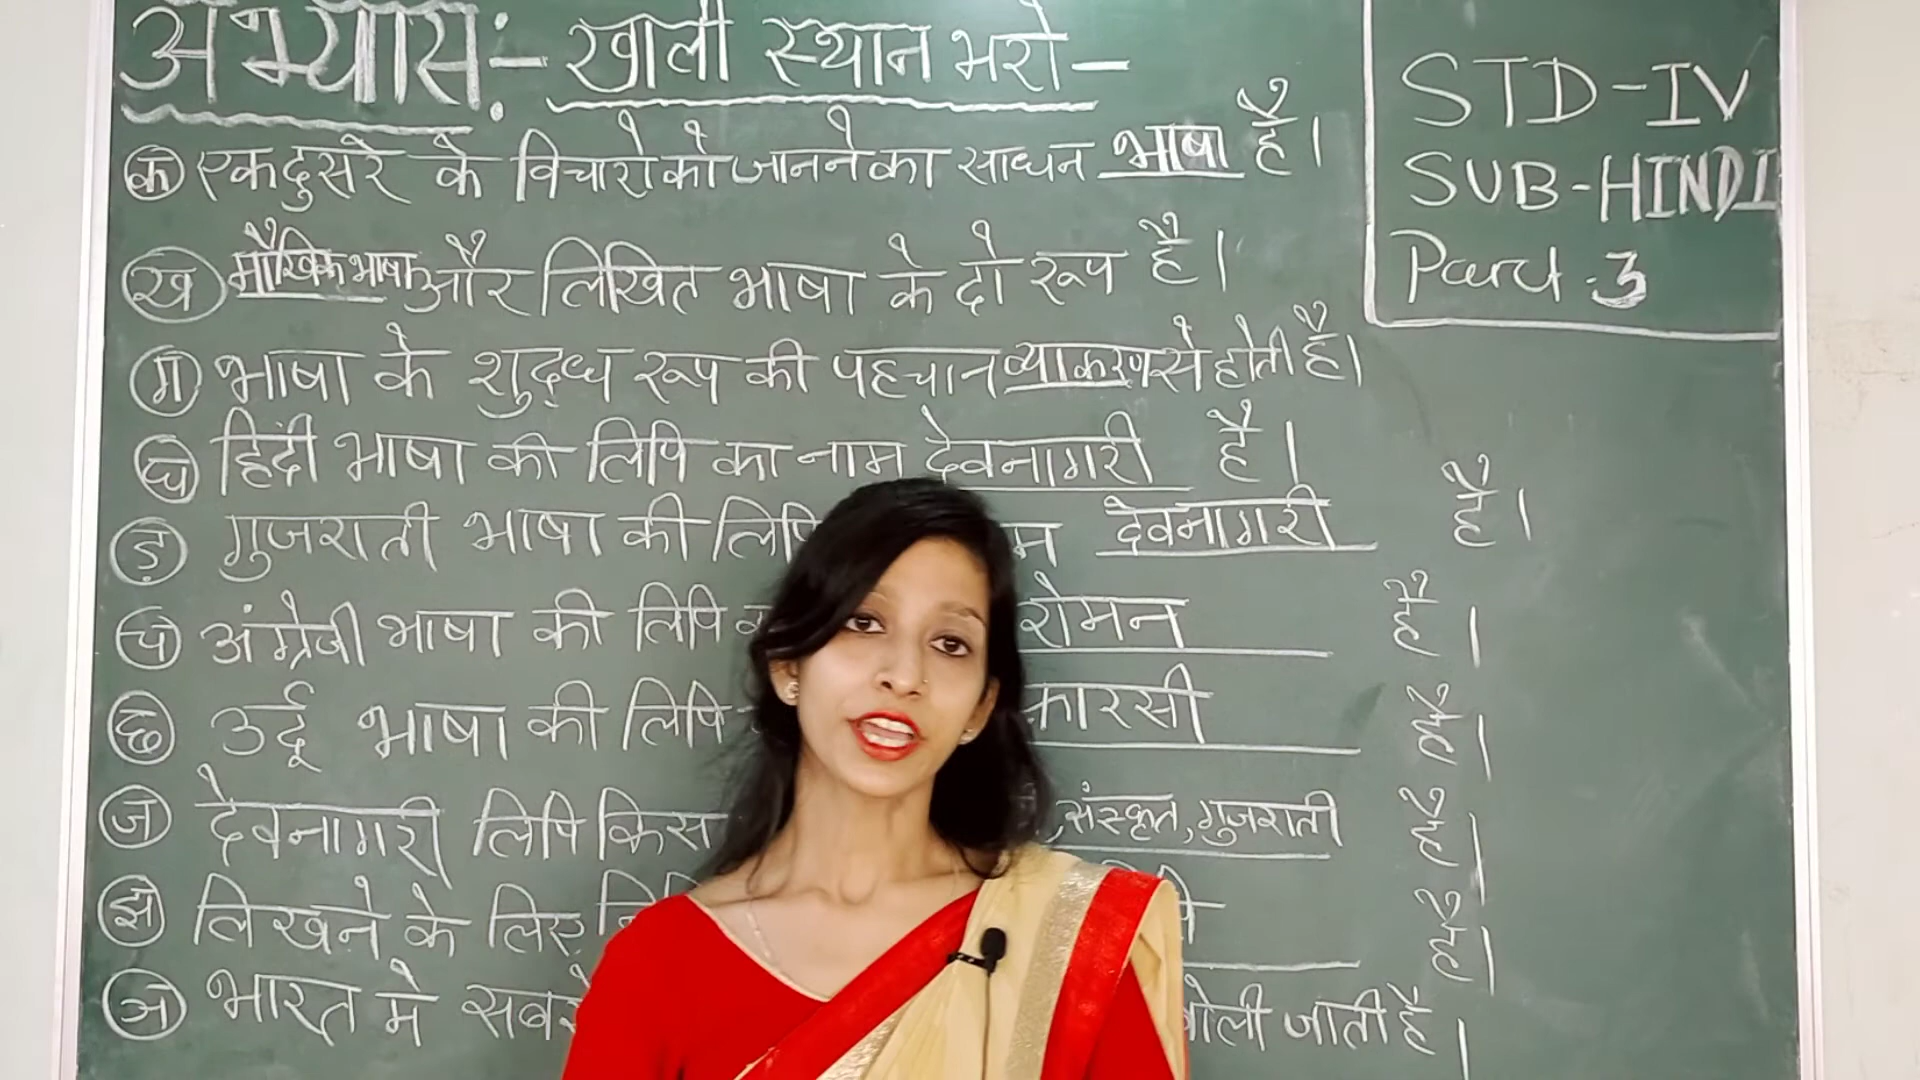 अभ्यास:- खाली स्थान भरो-
क एक दुसरे के विचारो को जानने का साधन भाषा है।
ख मौखिक भाषा और लिखित भाषा के दो रूप है।
ग भाषा के शुद्ध रूप की पहचान व्याकरण से होती है।
घ हिंदी भाषा की लिपि का नाम देवनागरी है।
ङ गुजराती भाषा की लिपि देवनागरी है।
च अंग्रेजी भाषा की लिपि रोमन है।
छ उर्दू भाषा की लिपि फ़ारसी है।
ज देवनागरी लिपि किस ,संस्कृत, गुजराती है।
झ लिखने के लिए है।
ञ भारत मे बोली जाती है।
STD-IV
SUB-HINDI
Part-3